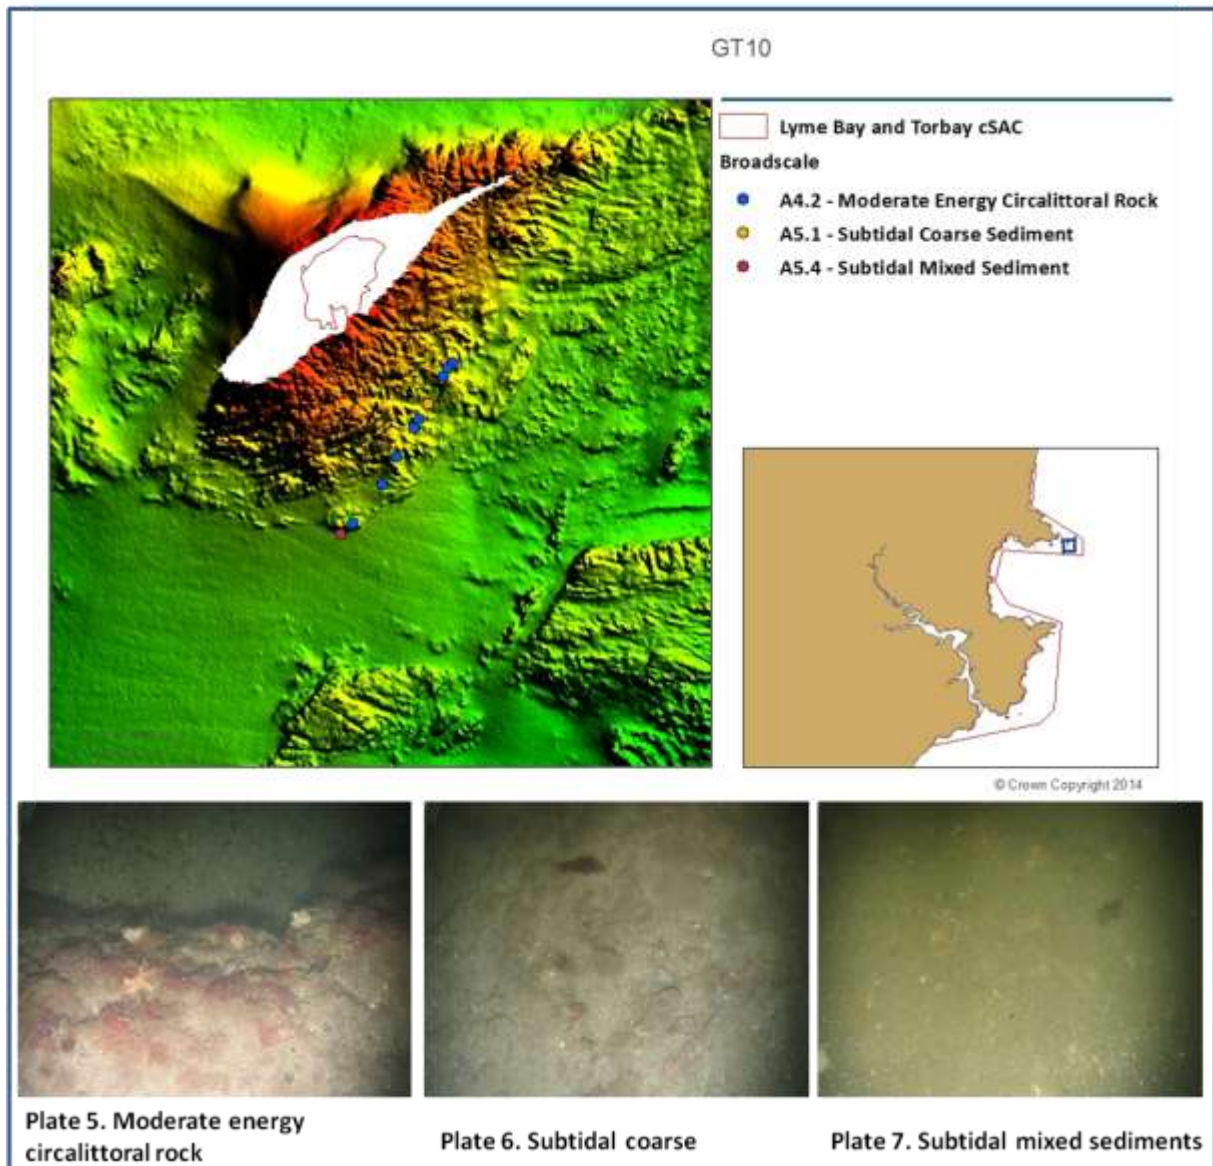 GT10
Lyme Bay and Torbay cSAC
Broadscale
A4.2 - Moderate Energy Circalittoral Rock
A5.1 - Subtidal Coarse Sediment
A5.4 - Subtidal Mixed Sediment
© Crown Copyright 2014
Plate 5. Moderate energy
circalittoral rock
Plate 6. Subtidal coarse
Plate 7. Subtidal mixed sediments